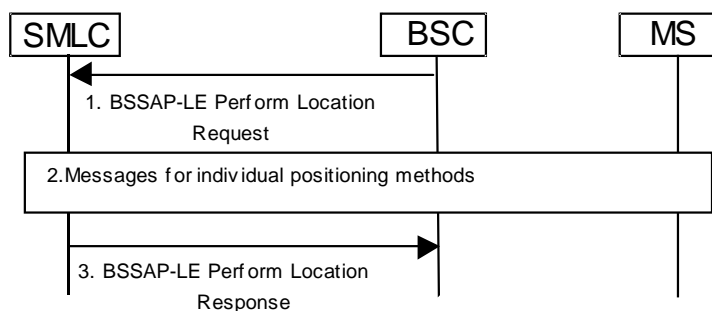 SMLC
BSC
MS
1. BSSAP-LE Perform Location
Request
2.Messages for individual positioning methods
3. BSSAP-LE Perform Location
Response